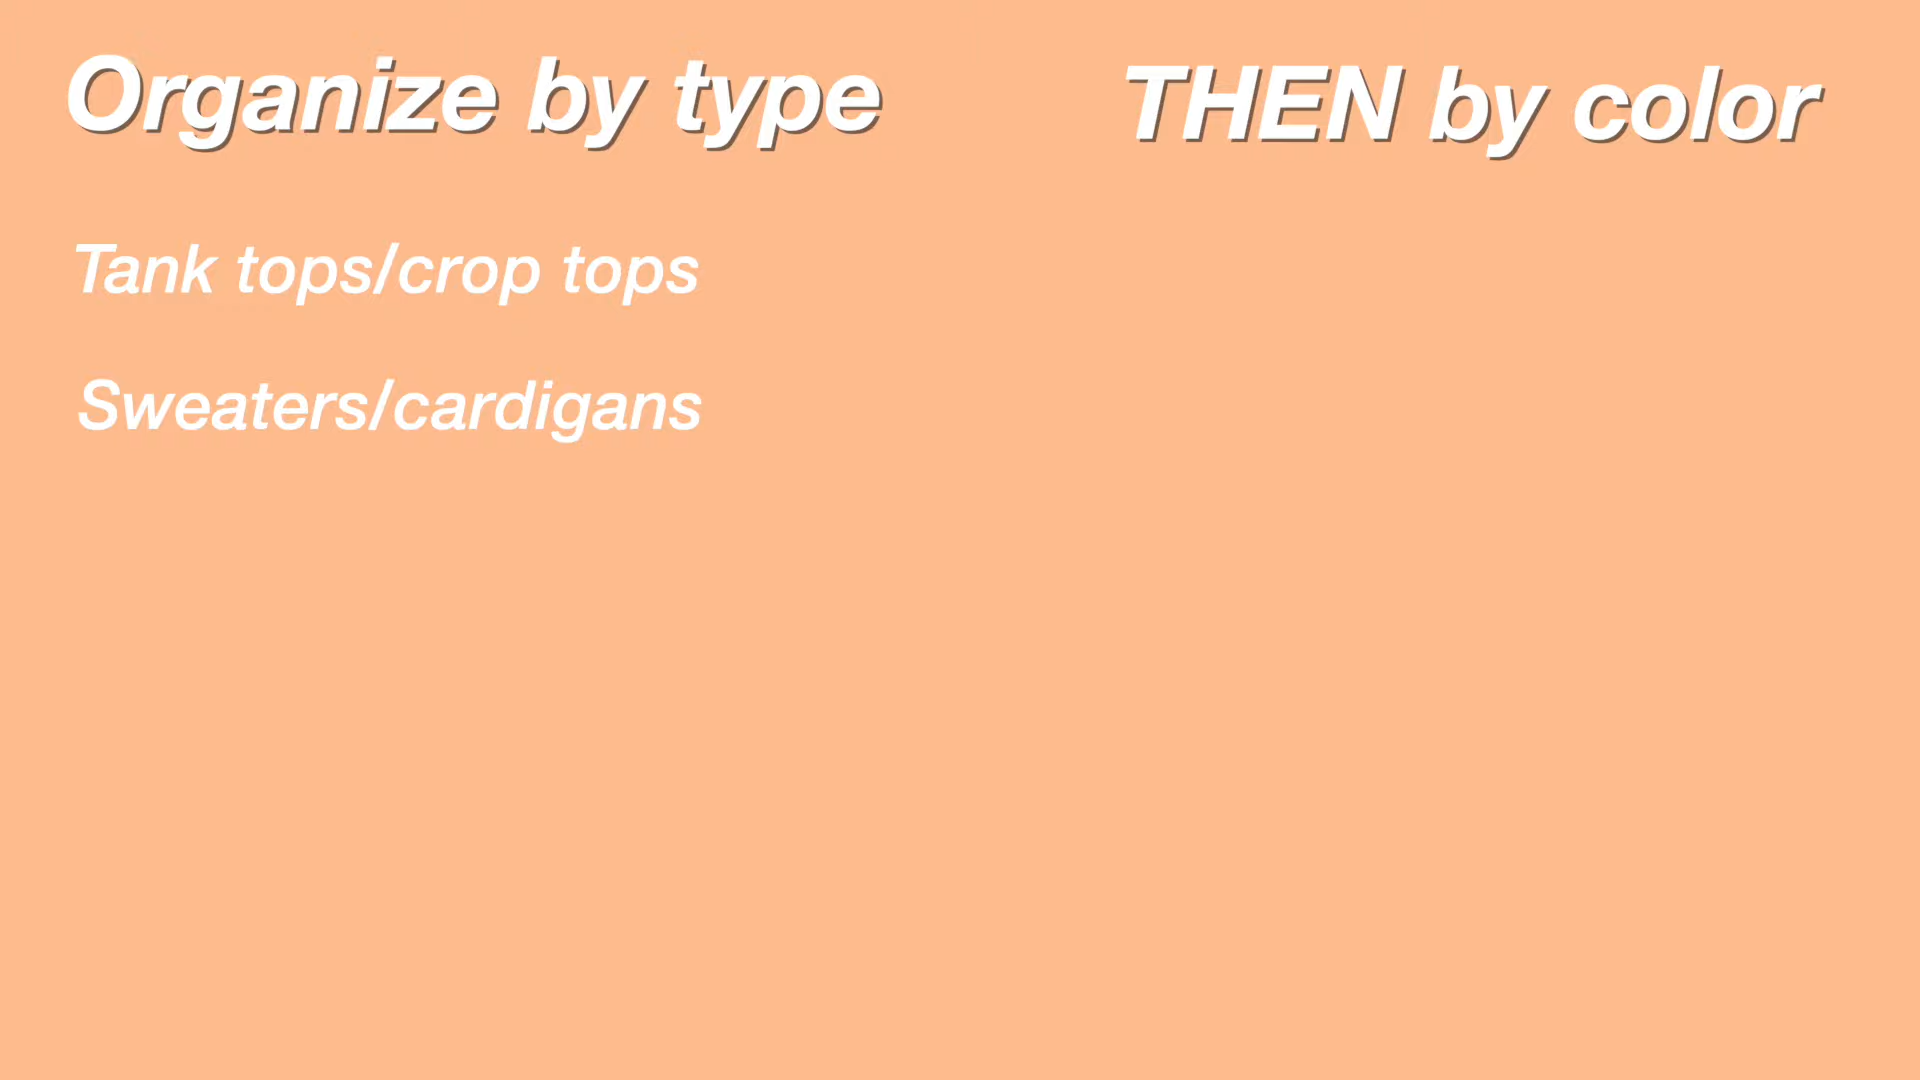 Organize by type
THEN by color
Tank tops/crop tops
Sweaters/cardigans